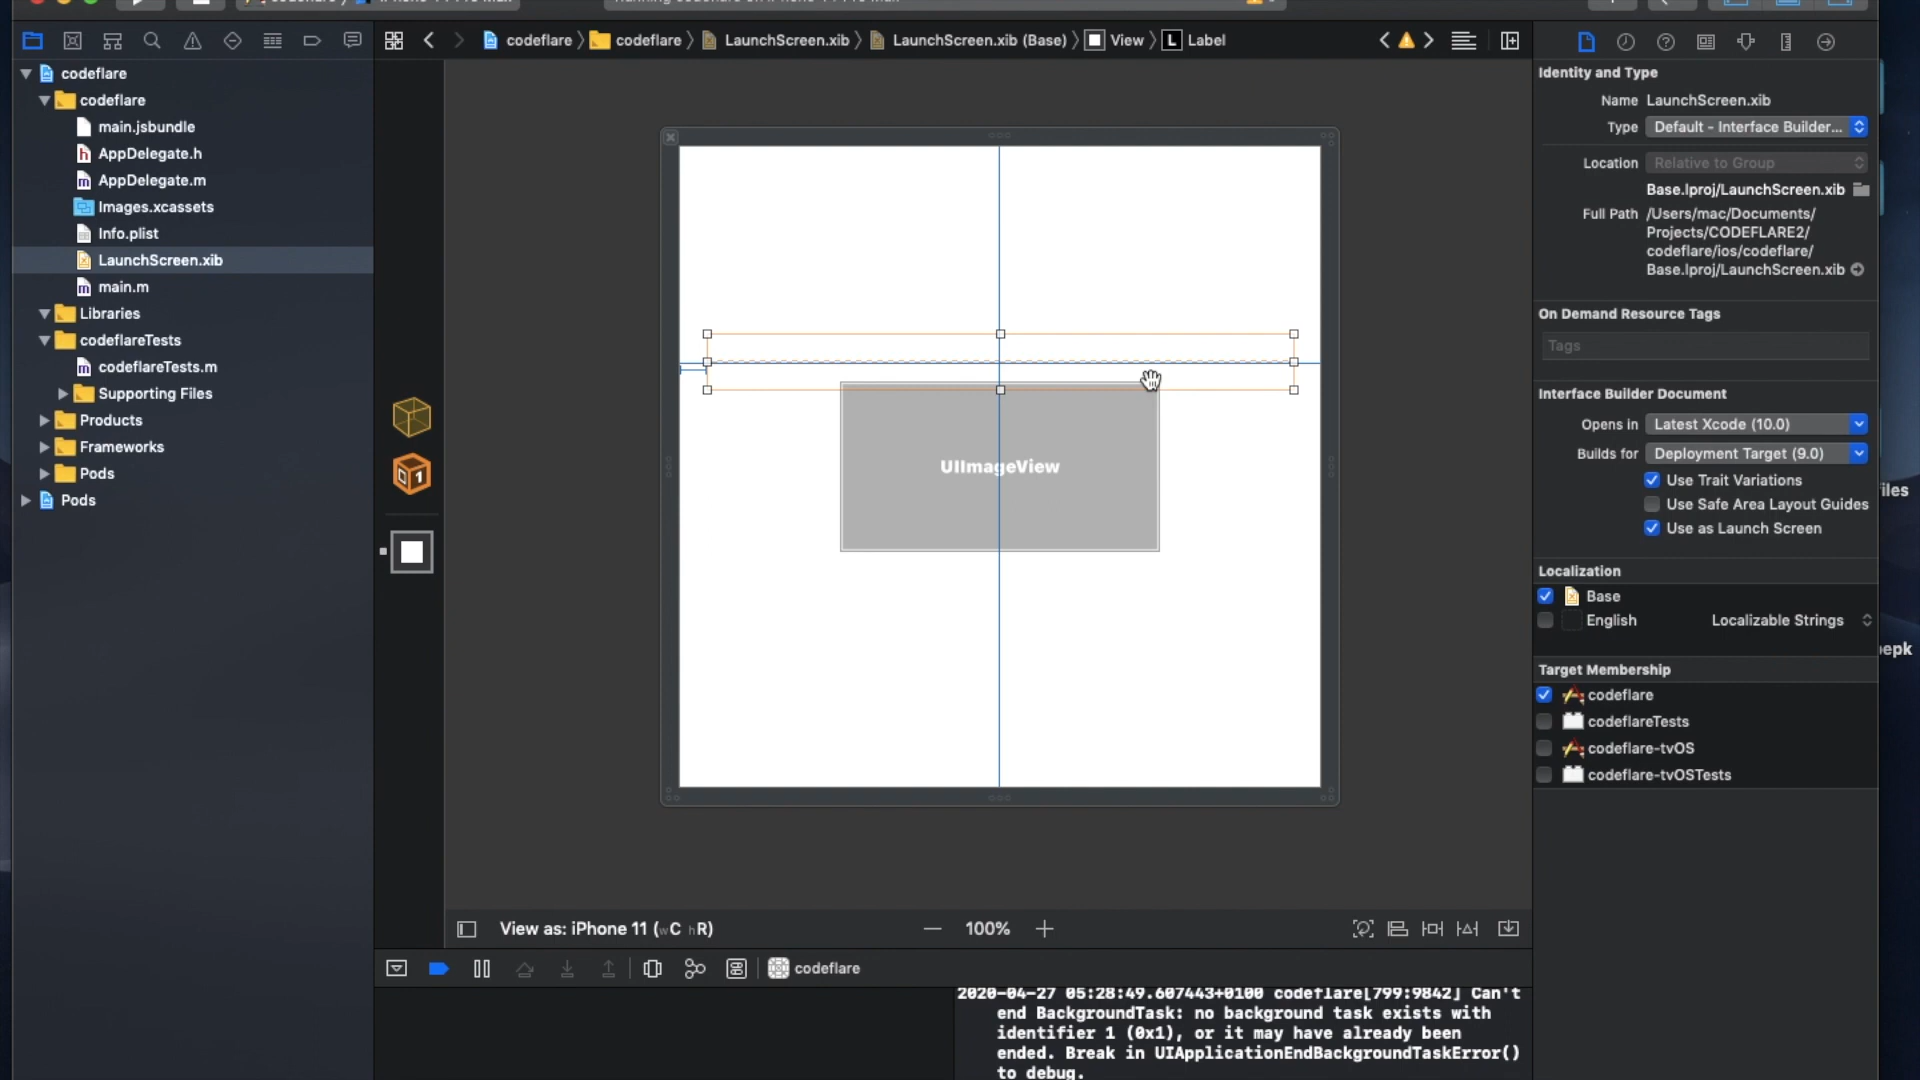 codeflare
codeflare
LaunchScreen.xib
LaunchScreen.xib (Base)
View
L
Label
codeflare
codeflare
main.jsbundle
h AppDelegate.h
m AppDelegate.m
Images.xcassets
Info.plist
LaunchScreen.xib
m main.m
Libraries
codeflareTests
m codeflareTests.m
Supporting Files
Products
Frameworks
Pods
Pods
1
UIImageView
View as: iPhone 11 (wC hR)
100%
codeflare
2020-04-27 05:28:49.607443+0100 codeflare[799:9842] Can't
end BackgroundTask: no background task exists with
identifier 1 (0x1), or it may have already been
ended. Break in UIApplicationEndBackgroundTaskError()
to debug.
Identity and Type
Name LaunchScreen.xib
Type Default - Interface Builder...
Location Relative to Group
Base.lproj/LaunchScreen.xib
Full Path /Users/mac/Documents/
Projects/CODEFLARE2/
codeflare/ios/codeflare/
Base.lproj/LaunchScreen.xib
On Demand Resource Tags
Tags
Interface Builder Document
Opens in Latest Xcode (10.0)
Builds for Deployment Target (9.0)
Use Trait Variations
Use Safe Area Layout Guides
Use as Launch Screen
Localization
Base
English Localizable Strings
Target Membership
codeflare
codeflareTests
codeflare-tvOS
codeflare-tvOSTests